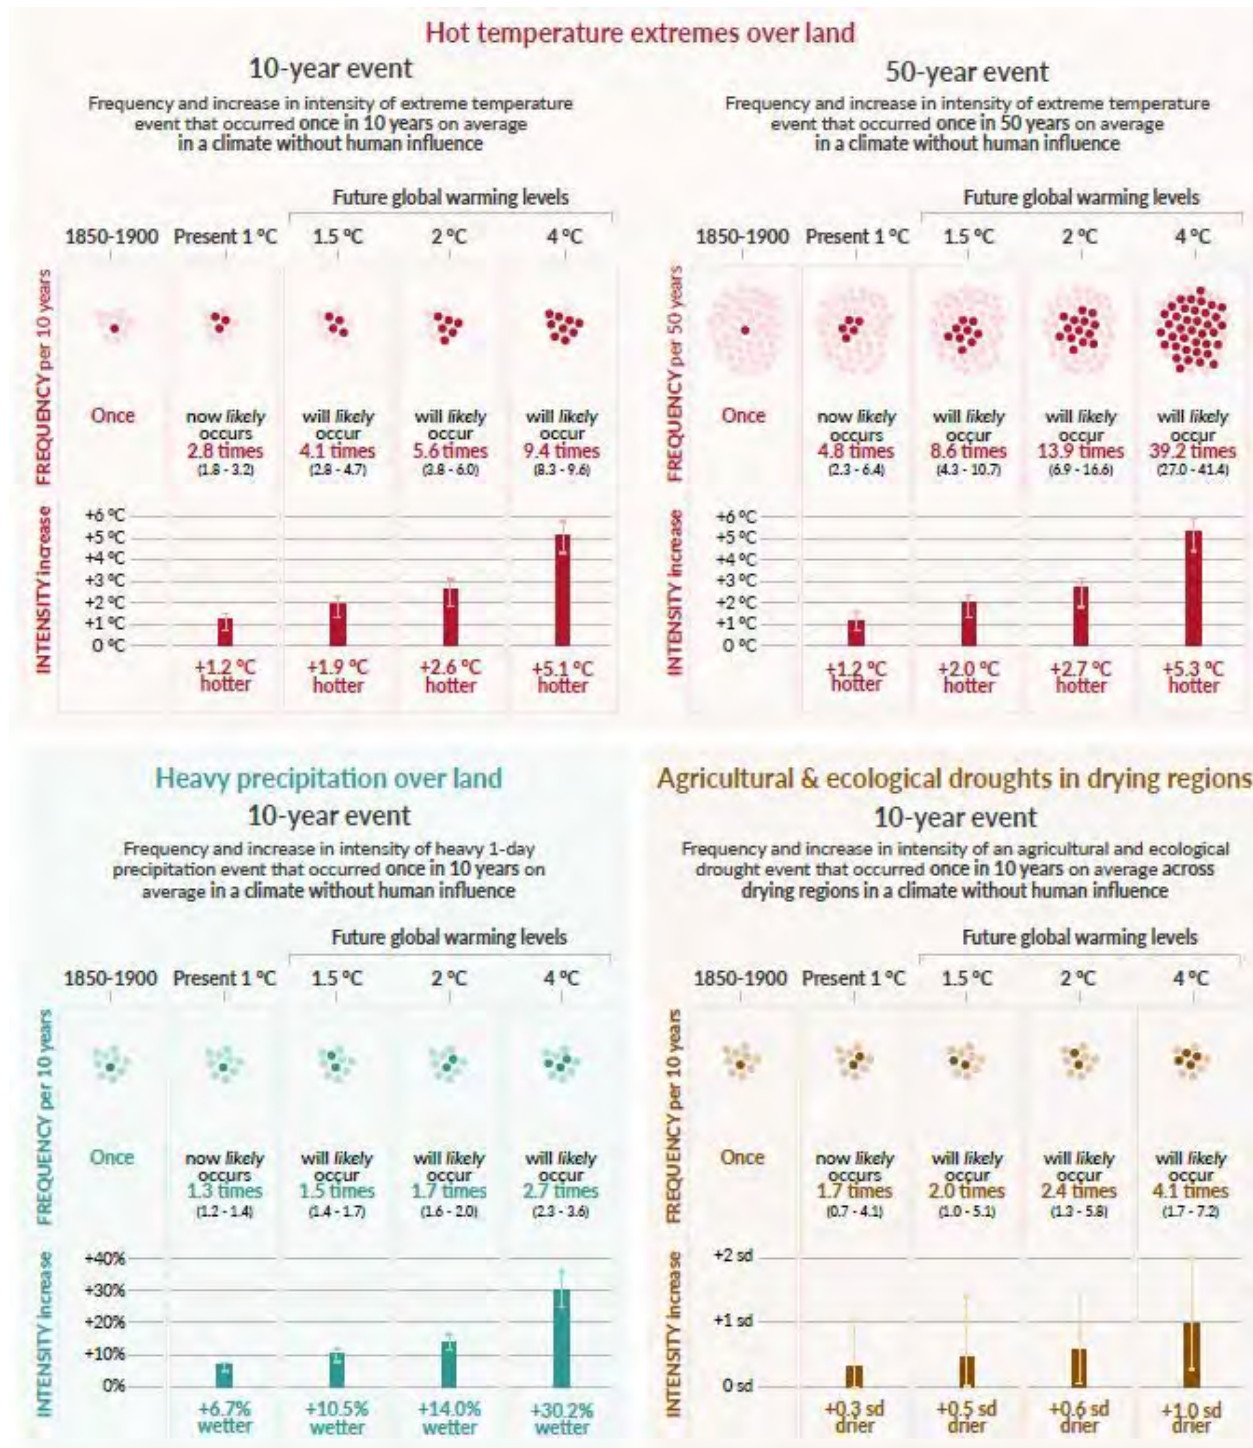 Hot temperature extremes over land
10-year event
Frequency and increase in intensity of extreme temperature
event that occurred once in 10 years on average
in a climate without human influence
Future global warming levels
1850-1900 Present 1 °C 1.5 °C 2 °C 4 °C
FREQUENCY per 10 years
Once
now likely occurs 2.8 times (1.8 - 3.2)
will likely occur 4.1 times (2.8 - 4.7)
will likely occur 5.6 times (3.8 - 6.0)
will likely occur 9.4 times (8.3 - 9.6)
INTENSITY increase
+6 °C
+5 °C
+4 °C
+3 °C
+2 °C
+1 °C
0 °C
+1.2 °C hotter
+1.9 °C hotter
+2.6 °C hotter
+5.1 °C hotter
50-year event
Frequency and increase in intensity of extreme temperature
event that occurred once in 50 years on average
in a climate without human influence
Future global warming levels
1850-1900 Present 1 °C 1.5 °C 2 °C 4 °C
FREQUENCY per 50 years
Once
now likely occurs 4.8 times (2.3 - 6.4)
will likely occur 8.6 times (4.3 - 10.7)
will likely occur 13.9 times (6.9 - 16.6)
will likely occur 39.2 times (27.0 - 41.4)
INTENSITY increase
+6 °C
+5 °C
+4 °C
+3 °C
+2 °C
+1 °C
0 °C
+1.2 °C hotter
+2.0 °C hotter
+2.7 °C hotter
+5.3 °C hotter
Heavy precipitation over land
10-year event
Frequency and increase in intensity of heavy 1-day
precipitation event that occurred once in 10 years on
average in a climate without human influence
Future global warming levels
1850-1900 Present 1 °C 1.5 °C 2 °C 4 °C
FREQUENCY per 10 years
Once
now likely occurs 1.3 times (1.2 - 1.4)
will likely occur 1.5 times (1.4 - 1.7)
will likely occur 1.7 times (1.6 - 2.0)
will likely occur 2.7 times (2.3 - 3.6)
INTENSITY increase
+40%
+30%
+20%
+10%
0%
+6.7% wetter
+10.5% wetter
+14.0% wetter
+30.2% wetter
Agricultural & ecological droughts in drying regions
10-year event
Frequency and increase in intensity of an agricultural and ecological
drought event that occurred once in 10 years on average across
drying regions in a climate without human influence
Future global warming levels
1850-1900 Present 1 °C 1.5 °C 2 °C 4 °C
FREQUENCY per 10 years
Once
now likely occurs 1.7 times (0.7 - 4.1)
will likely occur 2.0 times (1.0 - 5.1)
will likely occur 2.4 times (1.3 - 5.8)
will likely occur 4.1 times (1.7 - 7.2)
INTENSITY increase
+2 sd
+1 sd
0 sd
+0.3 sd drier
+0.5 sd drier
+0.6 sd drier
+1.0 sd drier